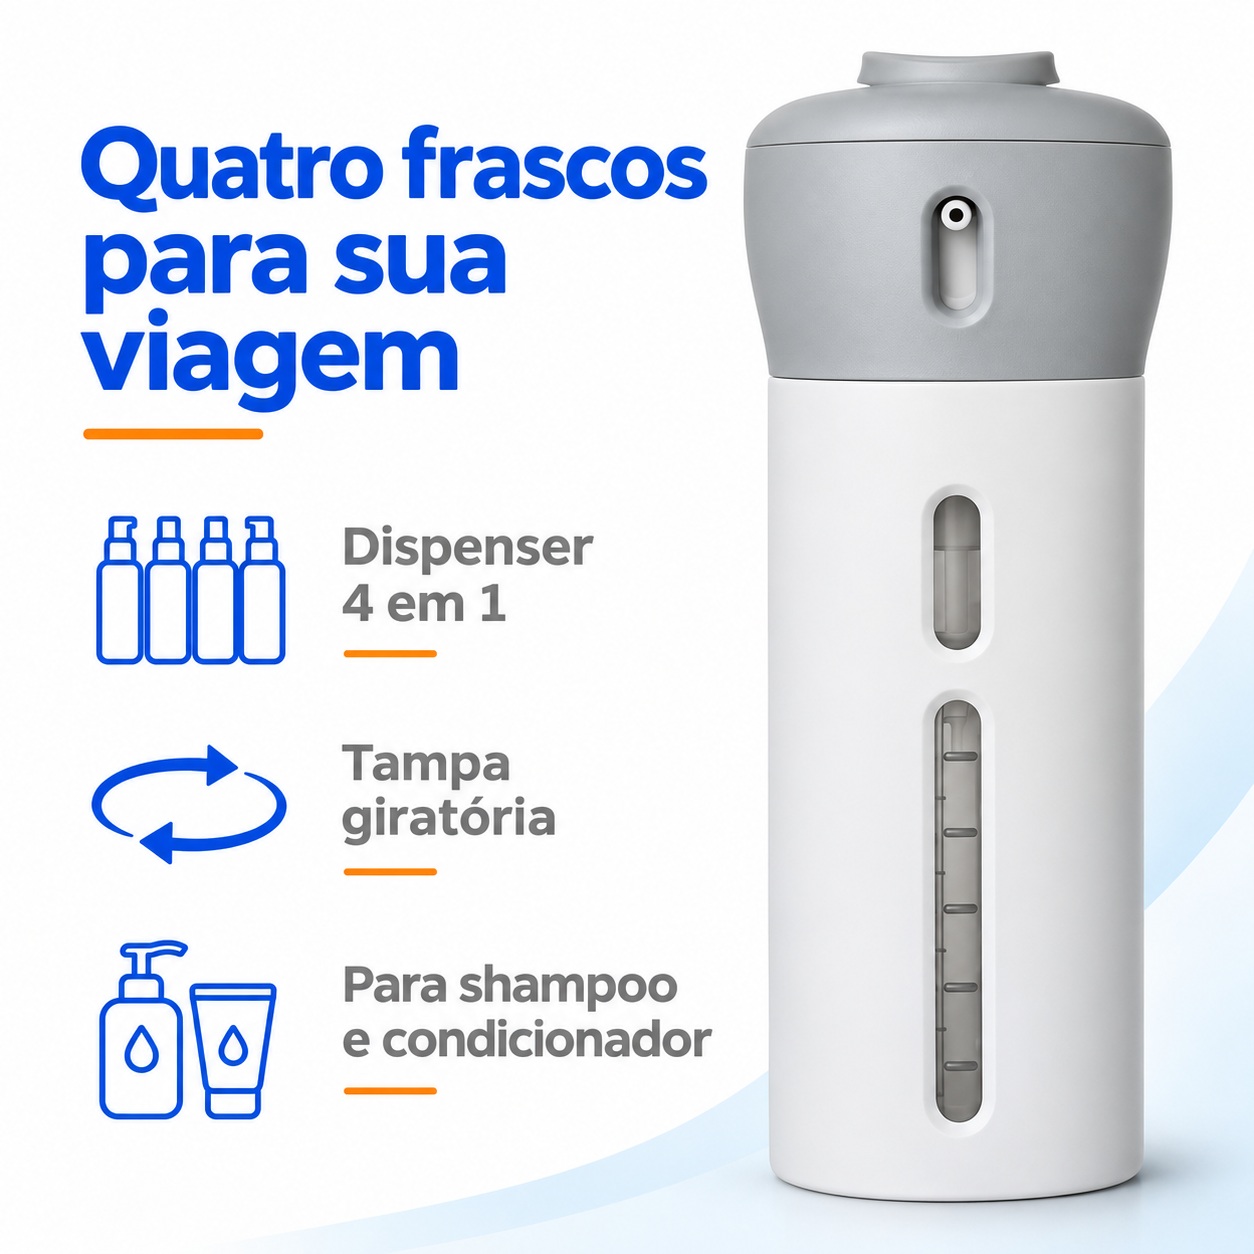 Quatro frascos
para sua
viagem
Dispenser
4 em 1
Tampa
giratória
Para shampoo
e condicionador